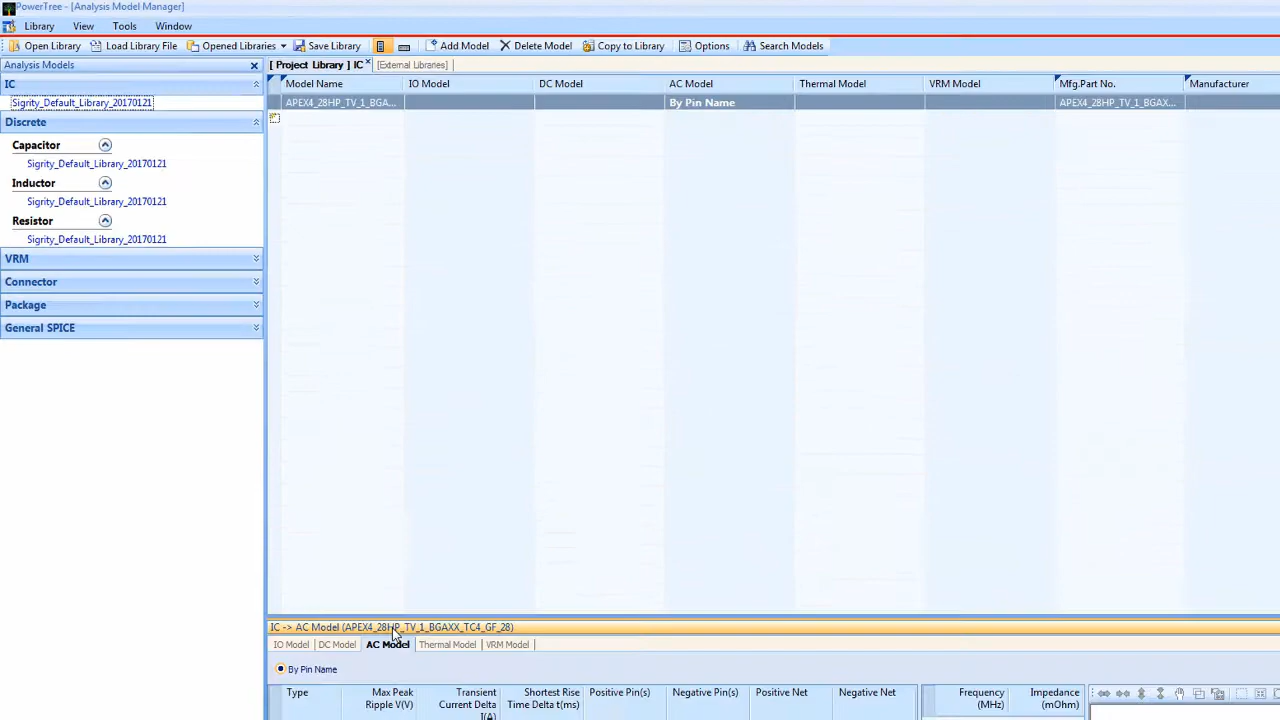 PowerTree - [Analysis Model Manager]
Library View Tools Window
Open Library Load Library File Opened Libraries Save Library Add Model Delete Model Copy to Library Options Search Models
Analysis Models
[ Project Library ] IC [External Libraries]
IC
Model Name IO Model DC Model AC Model Thermal Model VRM Model Mfg.Part No. Manufacturer
Sigrity_Default_Library_20170121
APEX4_28HP_TV_1_BGA... By Pin Name APEX4_28HP_TV_1_BGAX...
Discrete
Capacitor
Sigrity_Default_Library_20170121
Inductor
Sigrity_Default_Library_20170121
Resistor
Sigrity_Default_Library_20170121
VRM
Connector
Package
General SPICE
IC -> AC Model (APEX4_28HP_TV_1_BGAXX_TC4_GF_28)
IO Model DC Model AC Model Thermal Model VRM Model
By Pin Name
Type Max Peak Transient Shortest Rise Positive Pin(s) Negative Pin(s) Positive Net Negative Net Frequency Impedance
Ripple V(V) Current Delta Time Delta t(ms) (MHz) (mOhm)
I(A)